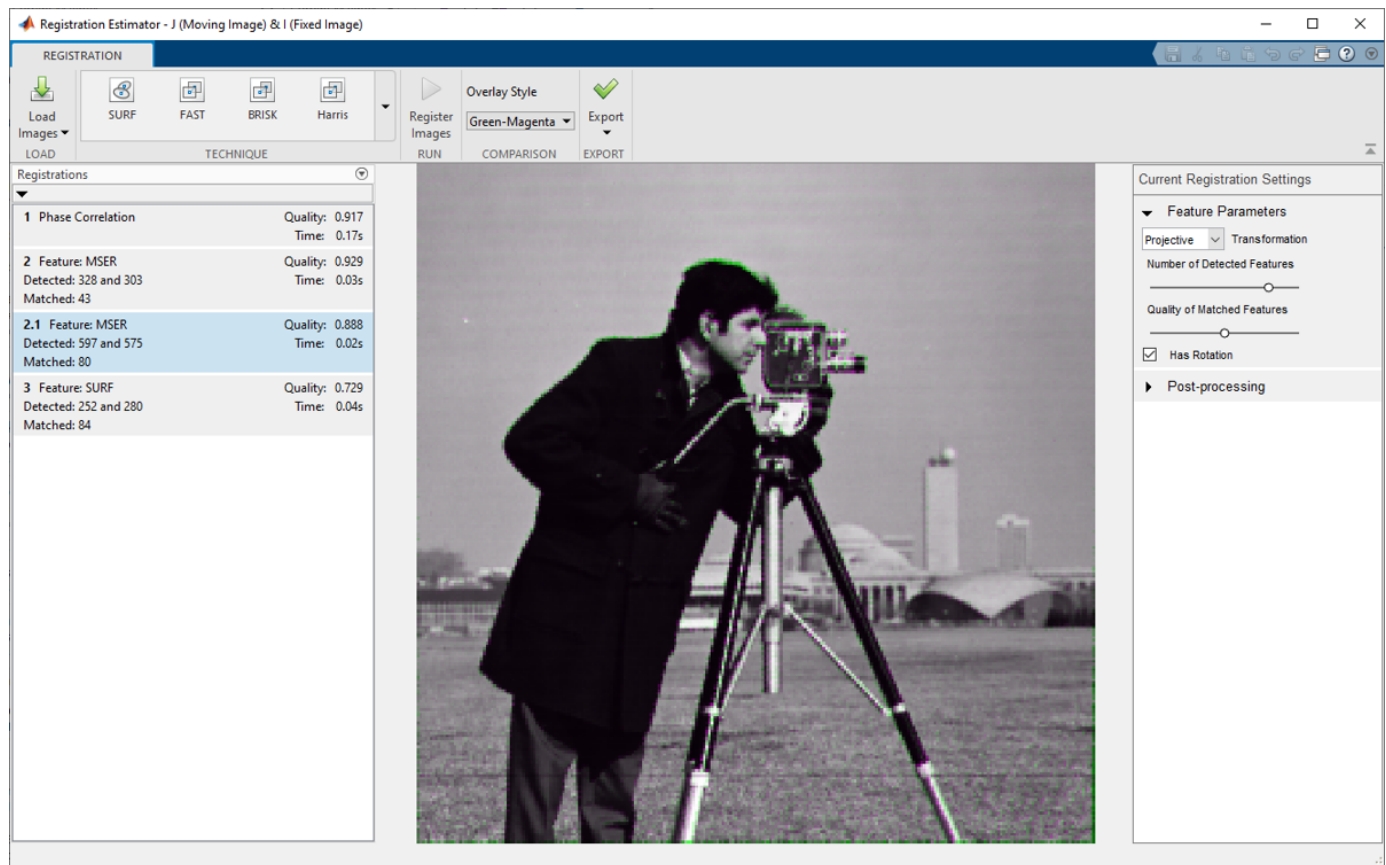 Registration Estimator - J (Moving Image) & I (Fixed Image)
REGISTRATION
Load Images
SURF
FAST
BRISK
Harris
Register Images
Overlay Style
Green-Magenta
Export
LOAD
TECHNIQUE
RUN
COMPARISON
EXPORT
Registrations
1 Phase Correlation Quality: 0.917
Time: 0.17s
2 Feature: MSER Quality: 0.929
Detected: 328 and 303 Time: 0.03s
Matched: 43
2.1 Feature: MSER Quality: 0.888
Detected: 597 and 575 Time: 0.02s
Matched: 80
3 Feature: SURF Quality: 0.729
Detected: 252 and 280 Time: 0.04s
Matched: 84
Current Registration Settings
Feature Parameters
Projective Transformation
Number of Detected Features
Quality of Matched Features
Has Rotation
Post-processing